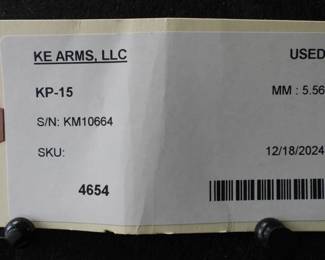 KE ARMS, LLC USED
KP-15 MM : 5.56
S/N: KM10664
SKU: 12/18/2024
4654